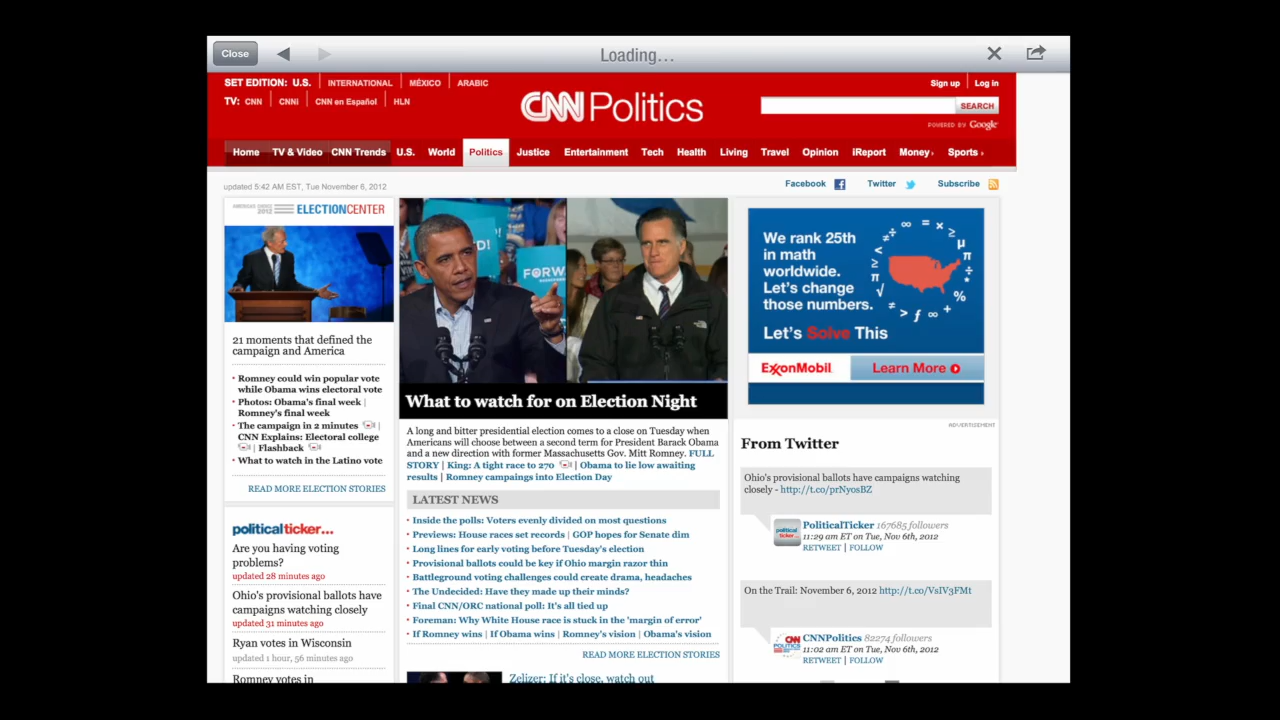 Close
Loading...
SET EDITION: U.S. INTERNATIONAL MÉXICO ARABIC
Sign up Log in
TV: CNN CNNi CNN en Español HLN
CNN Politics
SEARCH
POWERED BY Google
Home TV & Video CNN Trends U.S. World Politics Justice Entertainment Tech Health Living Travel Opinion iReport Money Sports
updated 5:42 AM EST, Tue November 6, 2012
Facebook Twitter Subscribe
AMERICA'S CHOICE 2012 ELECTIONCENTER
21 moments that defined the
campaign and America
Romney could win popular vote
while Obama wins electoral vote
Photos: Obama's final week |
Romney's final week
The campaign in 2 minutes |
CNN Explains: Electoral college
| Flashback
What to watch in the Latino vote
READ MORE ELECTION STORIES
politicalticker...
Are you having voting
problems?
updated 28 minutes ago
Ohio's provisional ballots have
campaigns watching closely
updated 31 minutes ago
Ryan votes in Wisconsin
updated 1 hour, 56 minutes ago
Romney votes in
D!
FORW
What to watch for on Election Night
A long and bitter presidential election comes to a close on Tuesday when
Americans will choose between a second term for President Barack Obama
and a new direction with former Massachusetts Gov. Mitt Romney. FULL
STORY | King: A tight race to 270 | Obama to lie low awaiting
results | Romney campaings into Election Day
LATEST NEWS
Inside the polls: Voters evenly divided on most questions
Previews: House races set records | GOP hopes for Senate dim
Long lines for early voting before Tuesday's election
Provisional ballots could be key if Ohio margin razor thin
Battleground voting challenges could create drama, headaches
The Undecided: Have they made up their minds?
Final CNN/ORC national poll: It's all tied up
Foreman: Why White House race is stuck in the 'margin of error'
If Romney wins | If Obama wins | Romney's vision | Obama's vision
READ MORE ELECTION STORIES
Zelizer: If it's close, watch out
We rank 25th
in math
worldwide.
Let's change
those numbers.
Let's Solve This
ExxonMobil Learn More
ADVERTISEMENT
From Twitter
Ohio's provisional ballots have campaigns watching
closely - http://t.co/prNyosBZ
political ticker...
PoliticalTicker 167685 followers
11:29 am ET on Tue, Nov 6th, 2012
RETWEET | FOLLOW
On the Trail: November 6, 2012 http://t.co/VsIV3FMt
CNN POLITICS
CNNPolitics 82274 followers
11:02 am ET on Tue, Nov 6th, 2012
RETWEET | FOLLOW